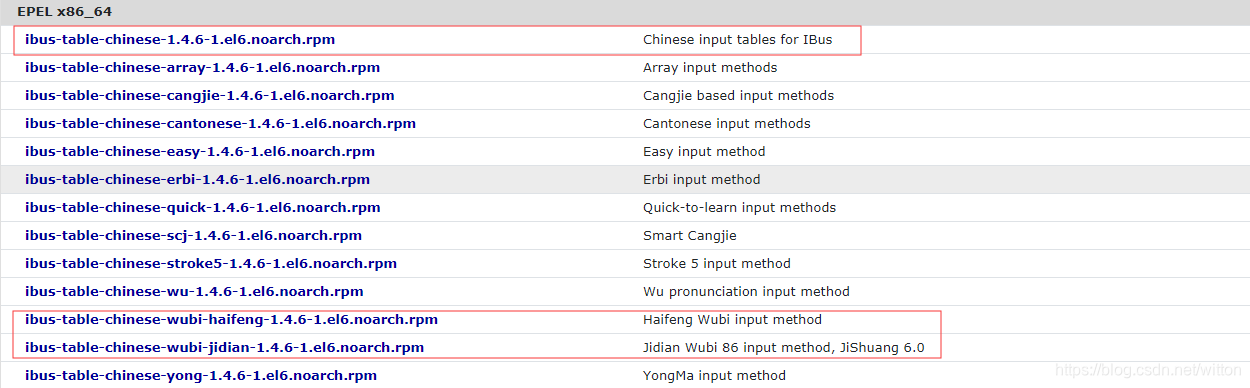 EPEL x86_64
ibus-table-chinese-1.4.6-1.el6.noarch.rpm Chinese input tables for IBus
ibus-table-chinese-array-1.4.6-1.el6.noarch.rpm Array input methods
ibus-table-chinese-cangjie-1.4.6-1.el6.noarch.rpm Cangjie based input methods
ibus-table-chinese-cantonese-1.4.6-1.el6.noarch.rpm Cantonese input methods
ibus-table-chinese-easy-1.4.6-1.el6.noarch.rpm Easy input method
ibus-table-chinese-erbi-1.4.6-1.el6.noarch.rpm Erbi input method
ibus-table-chinese-quick-1.4.6-1.el6.noarch.rpm Quick-to-learn input methods
ibus-table-chinese-scj-1.4.6-1.el6.noarch.rpm Smart Cangjie
ibus-table-chinese-stroke5-1.4.6-1.el6.noarch.rpm Stroke 5 input method
ibus-table-chinese-wu-1.4.6-1.el6.noarch.rpm Wu pronunciation input method
ibus-table-chinese-wubi-haifeng-1.4.6-1.el6.noarch.rpm Haifeng Wubi input method
ibus-table-chinese-wubi-jidian-1.4.6-1.el6.noarch.rpm Jidian Wubi 86 input method, JiShuang 6.0
ibus-table-chinese-yong-1.4.6-1.el6.noarch.rpm YongMa input method
https://blog.csdn.net/witton